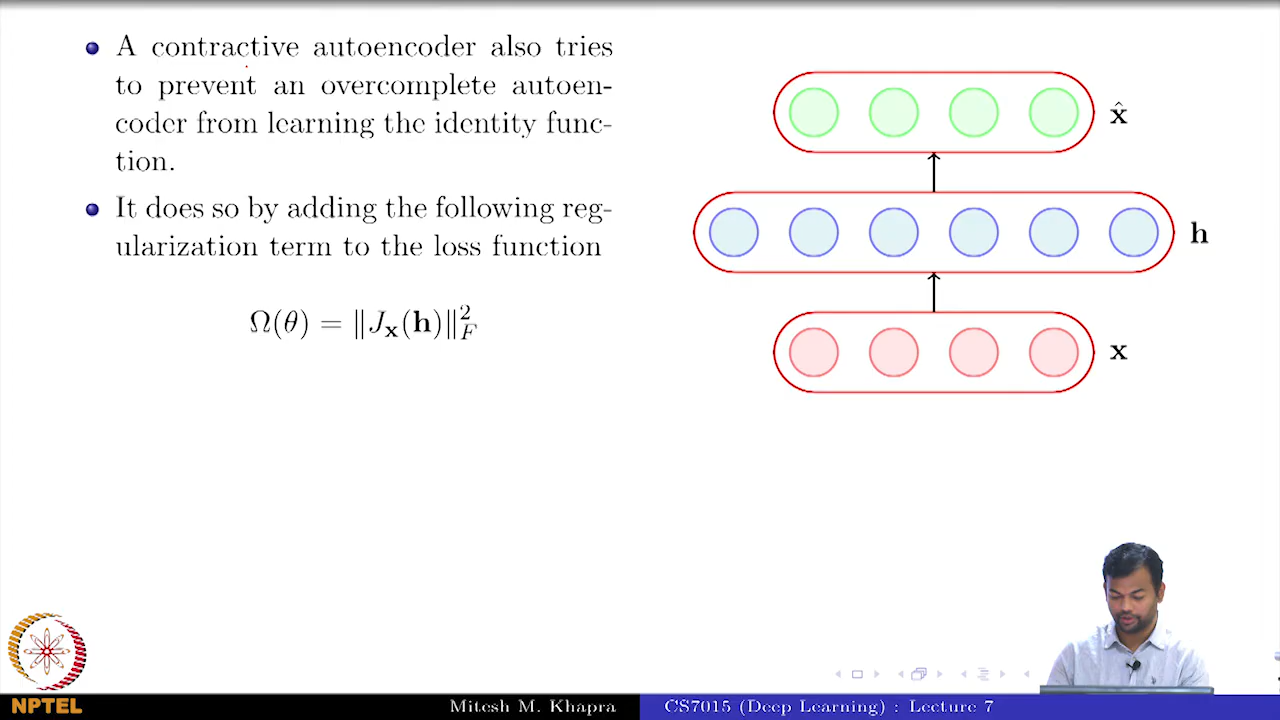 A contractive autoencoder also tries
to prevent an overcomplete autoen-
coder from learning the identity func-
tion.
It does so by adding the following reg-
ularization term to the loss function
Ω(θ) = ‖J_x(h)‖²_F
x̂
h
x
NPTEL
Mitesh M. Khapra
CS7015 (Deep Learning) : Lecture 7